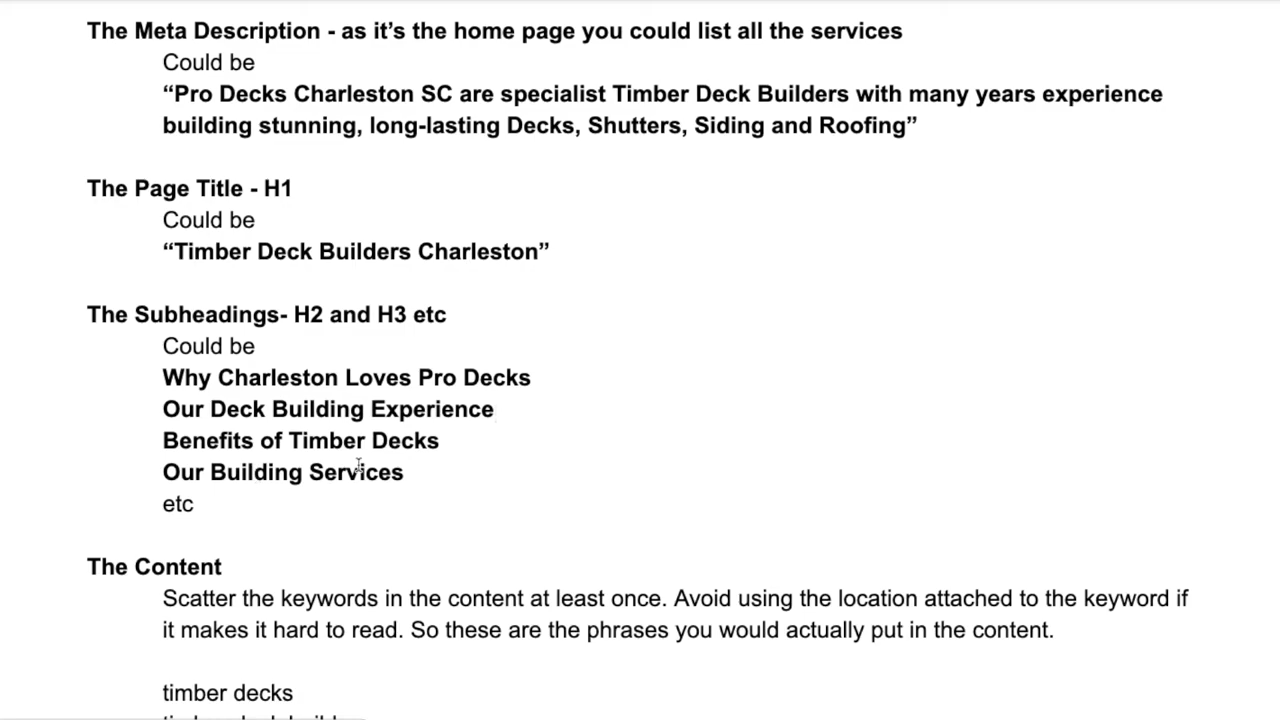 The Meta Description - as it’s the home page you could list all the services
Could be
“Pro Decks Charleston SC are specialist Timber Deck Builders with many years experience
building stunning, long-lasting Decks, Shutters, Siding and Roofing”
The Page Title - H1
Could be
“Timber Deck Builders Charleston”
The Subheadings- H2 and H3 etc
Could be
Why Charleston Loves Pro Decks
Our Deck Building Experience
Benefits of Timber Decks
Our Building Services
etc
The Content
Scatter the keywords in the content at least once. Avoid using the location attached to the keyword if
it makes it hard to read. So these are the phrases you would actually put in the content.
timber decks